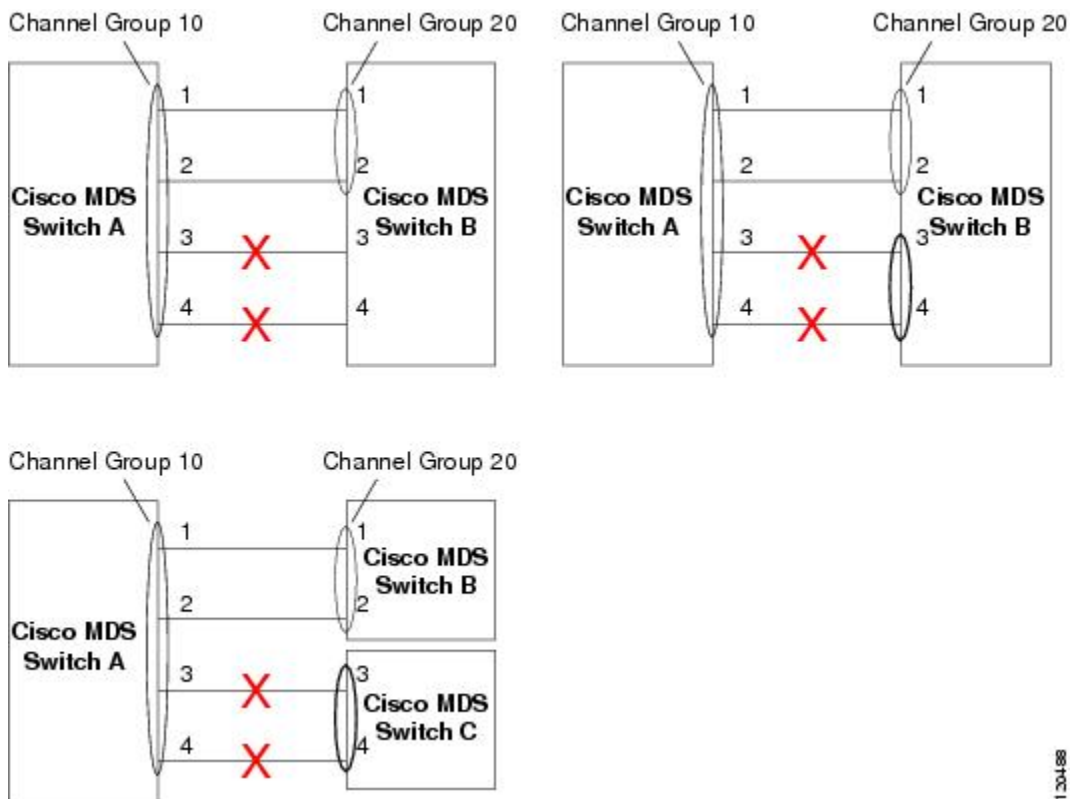 Channel Group 10 Channel Group 20
1 1
2 2
Cisco MDS
Switch A
Cisco MDS
Switch B
3 3
4 4
Channel Group 10 Channel Group 20
1 1
2 2
Cisco MDS
Switch A
Cisco MDS
Switch B
3 3
4 4
Channel Group 10 Channel Group 20
1 1
Cisco MDS
Switch B
2 2
Cisco MDS
Switch A
3 3
Cisco MDS
Switch C
4 4
120488